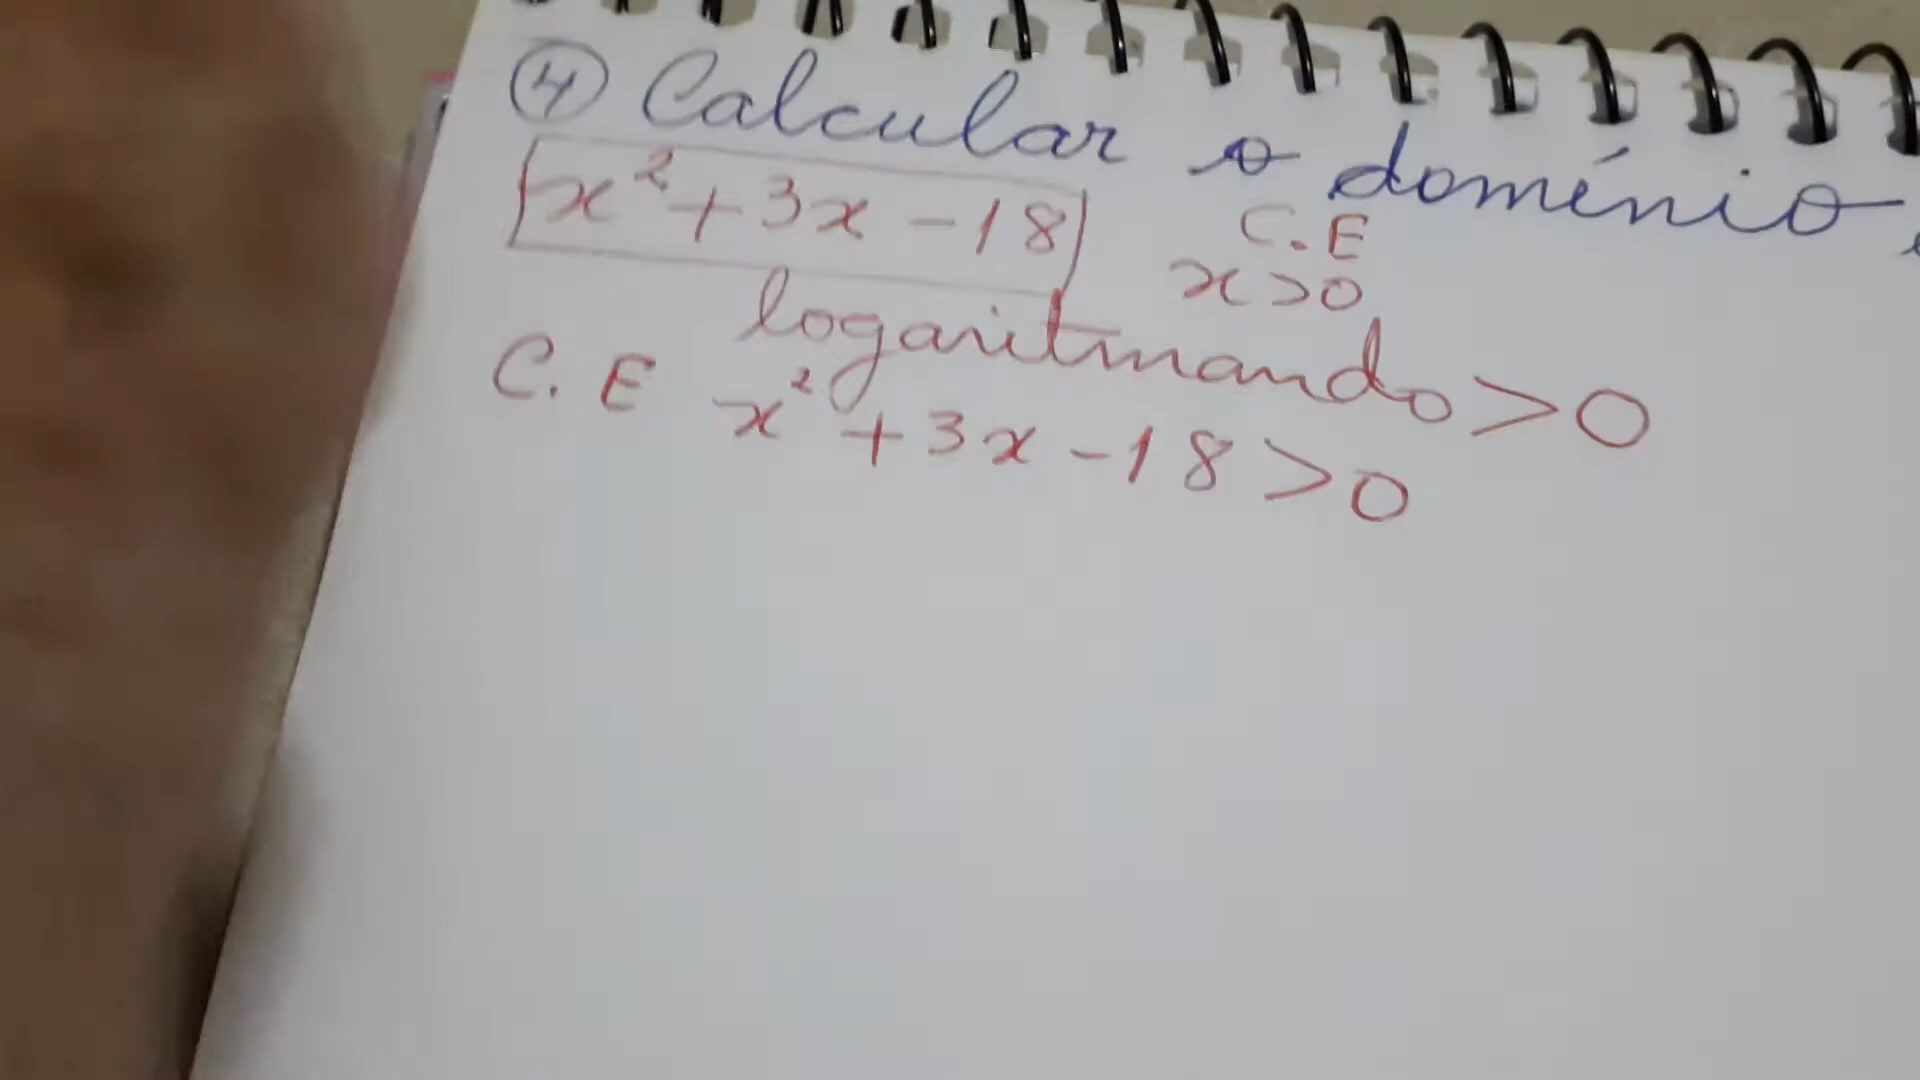 ④ Calcular o domínio
x² + 3x - 18
C.E
x > 0
logaritmando > 0
C.E x² + 3x - 18 > 0